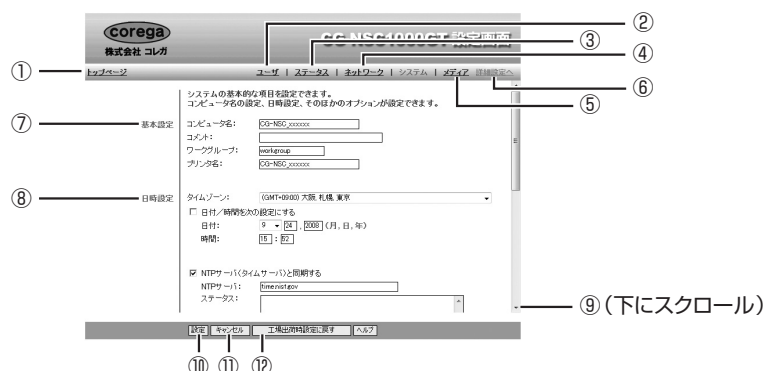 ②
③
④
corega
株式会社 コレガ
CG-NSC1000GT 設定画面
① トップページ ユーザ | ステータス | ネットワーク | システム | メディア 詳細設定へ
⑥
⑤
システムの基本的な項目を設定できます。
コンピュータ名の設定、日時設定、そのほかのオプションが設定できます。
⑦ 基本設定 コンピュータ名: CG-NSC_xxxxxx
コメント:
ワークグループ: workgroup
プリンタ名: CG-NSC_xxxxxx
⑧ 日時設定 タイムゾーン: (GMT+09:00) 大阪, 札幌, 東京
日付/時間を次の設定にする
日付: 9 24 , 2008 (月, 日, 年)
時間: 15 : 52
NTPサーバ(タイムサーバ)と同期する
NTPサーバ: time.nist.gov
ステータス:
⑨(下にスクロール)
設定 キャンセル 工場出荷時設定に戻す ヘルプ
⑩ ⑪ ⑫